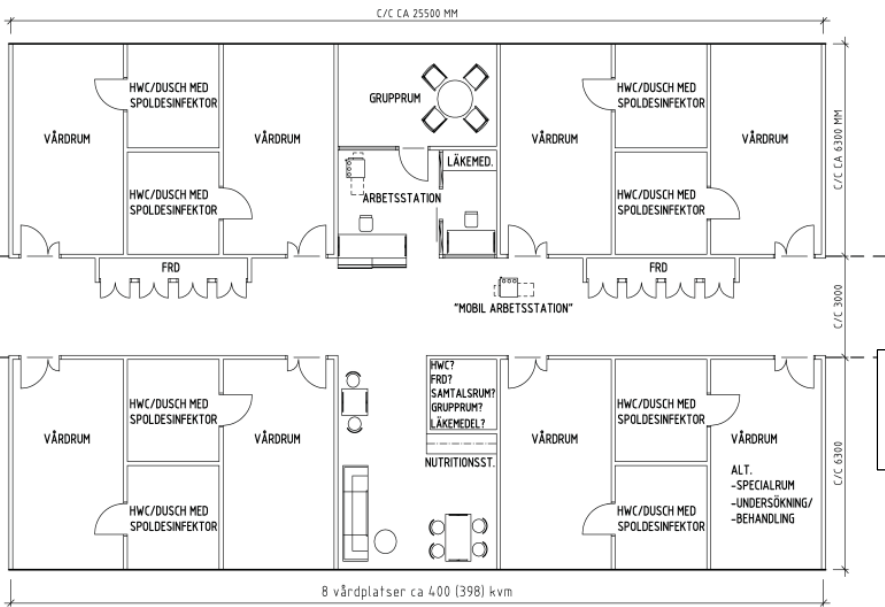 C/C CA 25500 MM
HWC/DUSCH MED
SPOLDESINFEKTOR
GRUPPRUM
HWC/DUSCH MED
SPOLDESINFEKTOR
VÅRDRUM
VÅRDRUM
VÅRDRUM
VÅRDRUM
C/C CA 6300 MM
LÄKEMED.
HWC/DUSCH MED
SPOLDESINFEKTOR
ARBETSSTATION
HWC/DUSCH MED
SPOLDESINFEKTOR
FRD
FRD
"MOBIL ARBETSSTATION"
C/C 3000
HWC?
FRD?
SAMTALSRUM?
GRUPPRUM?
LÄKEMEDEL?
HWC/DUSCH MED
SPOLDESINFEKTOR
HWC/DUSCH MED
SPOLDESINFEKTOR
VÅRDRUM
VÅRDRUM
VÅRDRUM
VÅRDRUM
NUTRITIONSST.
ALT.
-SPECIALRUM
-UNDERSÖKNING/
-BEHANDLING
C/C 6300
HWC/DUSCH MED
SPOLDESINFEKTOR
HWC/DUSCH MED
SPOLDESINFEKTOR
8 vårdplatser ca 400 (398) kvm